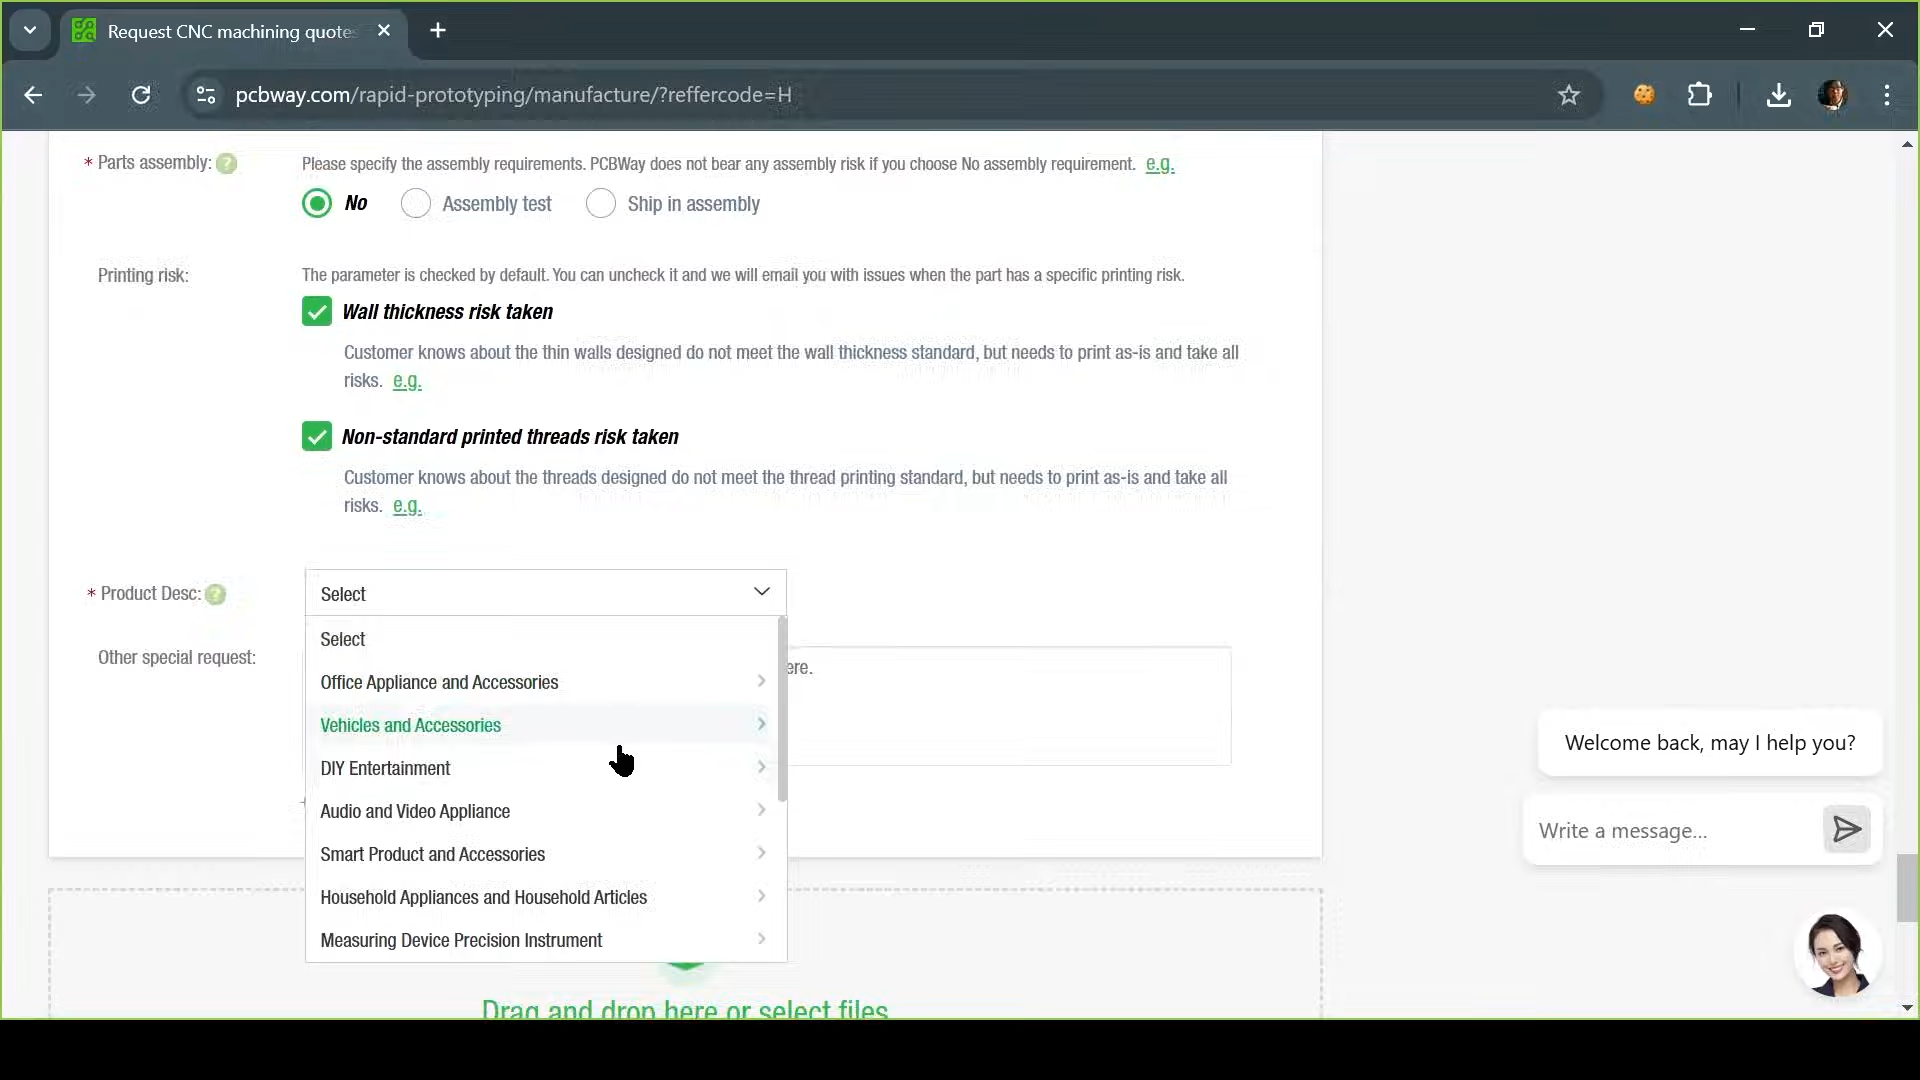 Request CNC machining quotes
pcbway.com/rapid-prototyping/manufacture/?reffercode=H
* Parts assembly: ?
Please specify the assembly requirements. PCBWay does not bear any assembly risk if you choose No assembly requirement. e.g.
No Assembly test Ship in assembly
Printing risk:
The parameter is checked by default. You can uncheck it and we will email you with issues when the part has a specific printing risk.
Wall thickness risk taken
Customer knows about the thin walls designed do not meet the wall thickness standard, but needs to print as-is and take all
risks. e.g.
Non-standard printed threads risk taken
Customer knows about the threads designed do not meet the thread printing standard, but needs to print as-is and take all
risks. e.g.
* Product Desc: ?
Select
Select
Other special request:
ere.
Office Appliance and Accessories
Vehicles and Accessories
DIY Entertainment
Audio and Video Appliance
Smart Product and Accessories
Household Appliances and Household Articles
Measuring Device Precision Instrument
Drag and drop here or select files
Welcome back, may I help you?
Write a message...